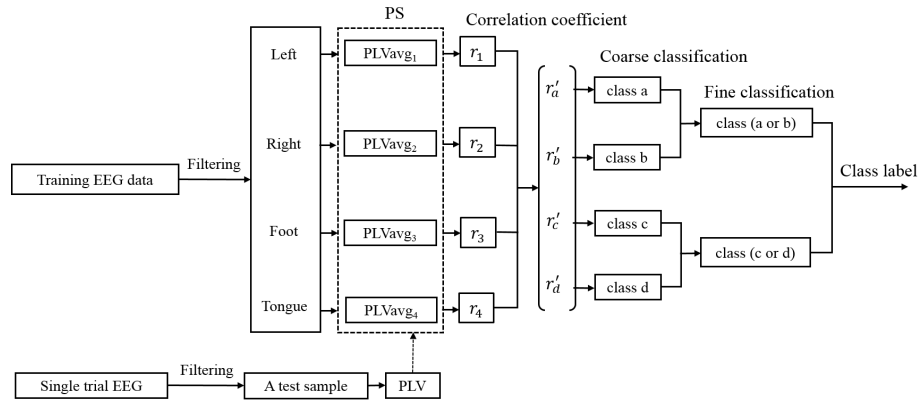 PS
Correlation coefficient
Left
PLVavg₁
r₁
Coarse classification
r′ₐ
class a
Fine classification
class (a or b)
Right
PLVavg₂
r₂
r′b
class b
Filtering
Training EEG data
Class label
Foot
PLVavg₃
r₃
r′c
class c
class (c or d)
Tongue
PLVavg₄
r₄
r′d
class d
Filtering
Single trial EEG
A test sample
PLV